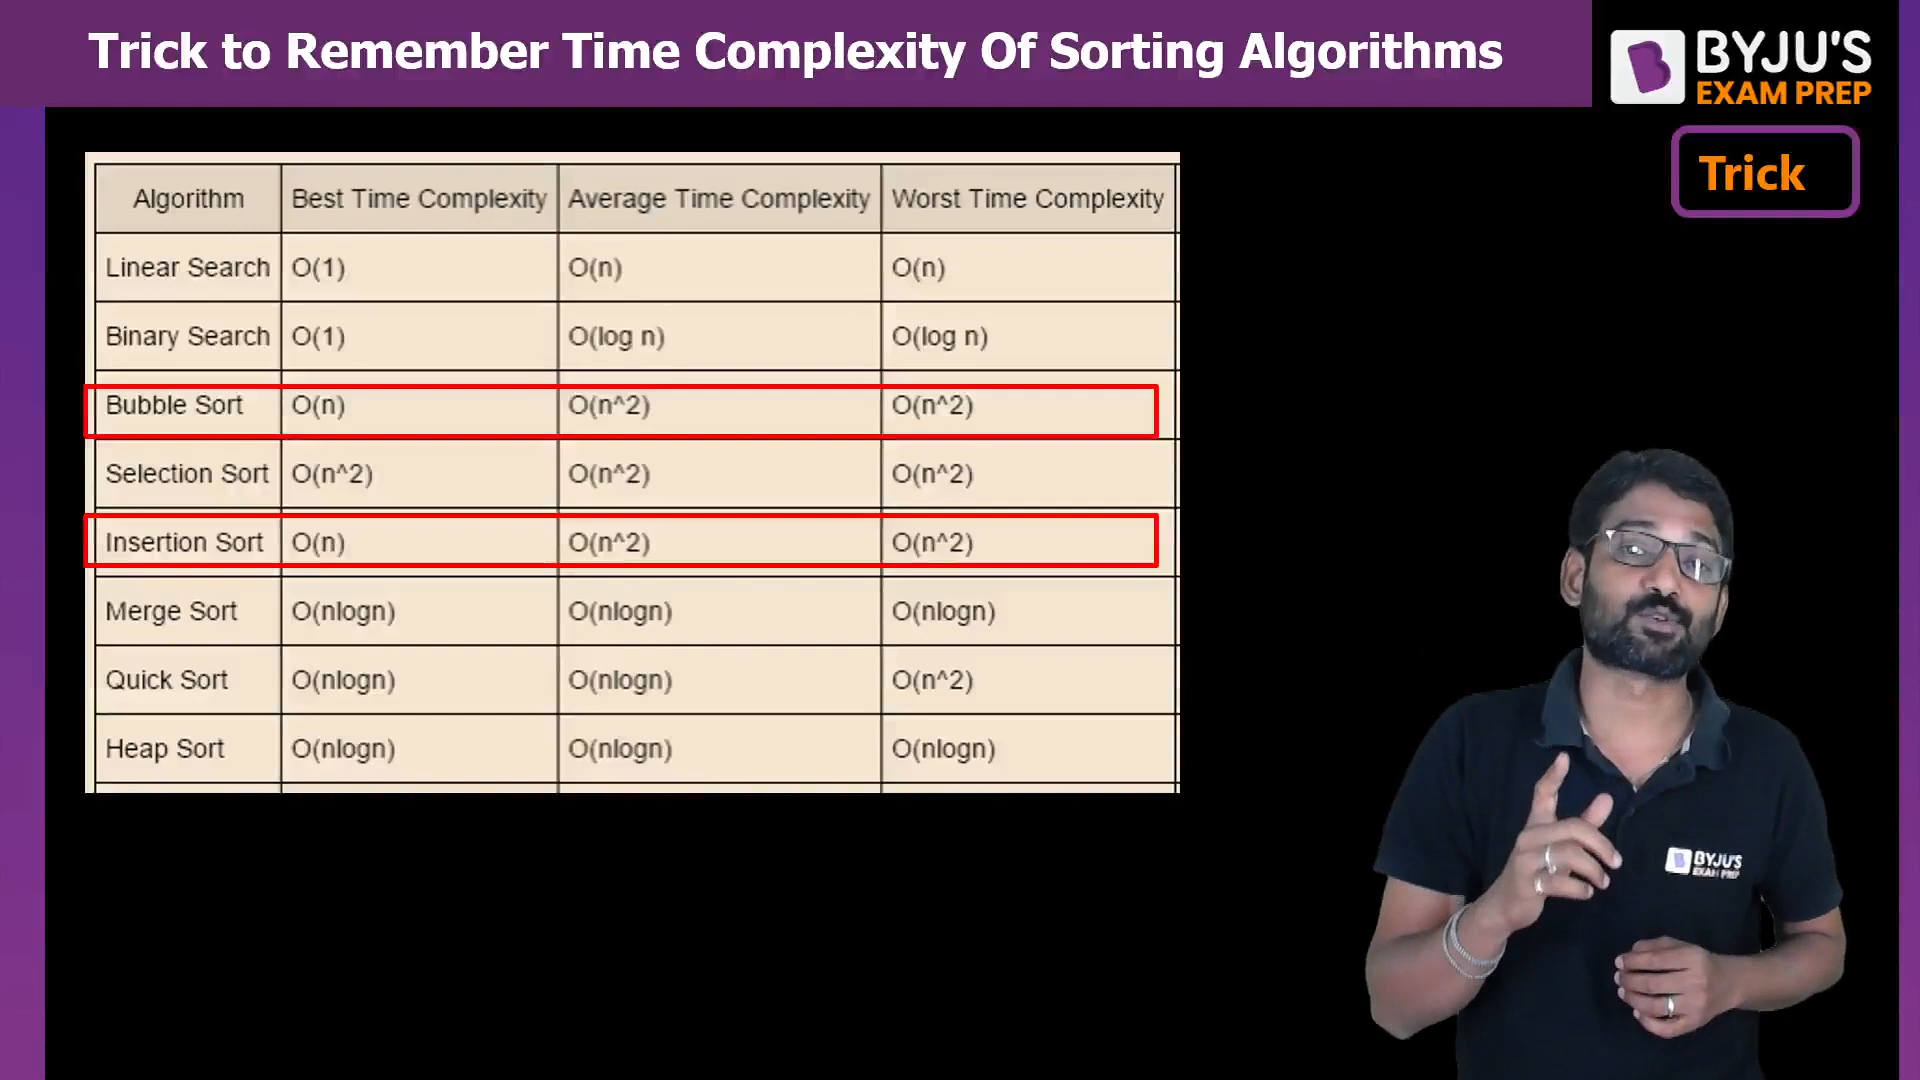 Trick to Remember Time Complexity Of Sorting Algorithms
BYJU'S
EXAM PREP
Trick
Algorithm Best Time Complexity Average Time Complexity Worst Time Complexity
Linear Search O(1) O(n) O(n)
Binary Search O(1) O(log n) O(log n)
Bubble Sort O(n) O(n^2) O(n^2)
Selection Sort O(n^2) O(n^2) O(n^2)
Insertion Sort O(n) O(n^2) O(n^2)
Merge Sort O(nlogn) O(nlogn) O(nlogn)
Quick Sort O(nlogn) O(nlogn) O(n^2)
Heap Sort O(nlogn) O(nlogn) O(nlogn)
BYJU'S
EXAM PREP